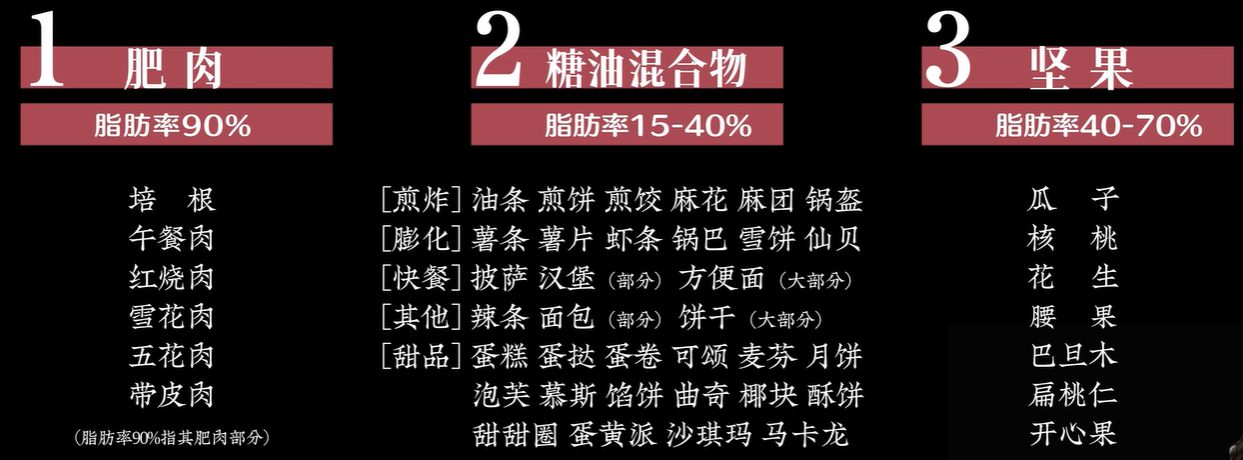 1 肥肉
脂肪率90%
培根
午餐肉
红烧肉
雪花肉
五花肉
带皮肉
（脂肪率90%指其肥肉部分）
2 糖油混合物
脂肪率15-40%
[煎炸] 油条 煎饼 煎饺 麻花 麻团 锅盔
[膨化] 薯条 薯片 虾条 锅巴 雪饼 仙贝
[快餐] 披萨 汉堡（部分） 方便面（大部分）
[其他] 辣条 面包（部分） 饼干（大部分）
[甜品] 蛋糕 蛋挞 蛋卷 可颂 麦芬 月饼
泡芙 慕斯 馅饼 曲奇 椰块 酥饼
甜甜圈 蛋黄派 沙琪玛 马卡龙
3 坚果
脂肪率40-70%
瓜子
核桃
花生
腰果
巴旦木
扁桃仁
开心果